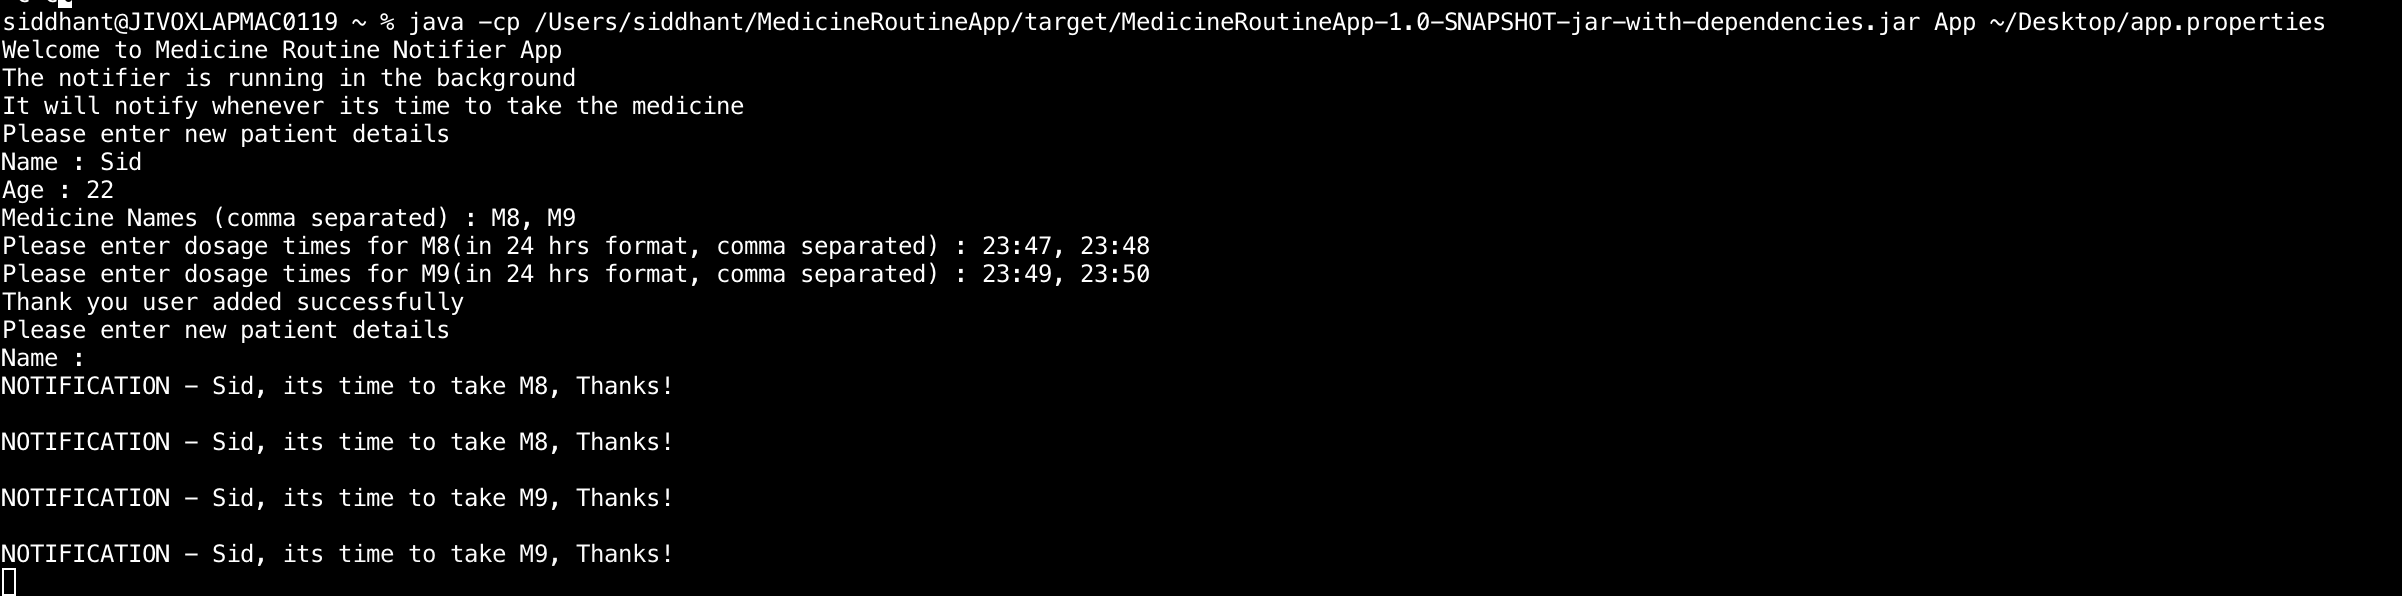 siddhant@JIVOXLAPMAC0119 ~ % java -cp /Users/siddhant/MedicineRoutineApp/target/MedicineRoutineApp-1.0-SNAPSHOT-jar-with-dependencies.jar App ~/Desktop/app.properties
Welcome to Medicine Routine Notifier App
The notifier is running in the background
It will notify whenever its time to take the medicine
Please enter new patient details
Name : Sid
Age : 22
Medicine Names (comma separated) : M8, M9
Please enter dosage times for M8(in 24 hrs format, comma separated) : 23:47, 23:48
Please enter dosage times for M9(in 24 hrs format, comma separated) : 23:49, 23:50
Thank you user added successfully
Please enter new patient details
Name :
NOTIFICATION - Sid, its time to take M8, Thanks!
NOTIFICATION - Sid, its time to take M8, Thanks!
NOTIFICATION - Sid, its time to take M9, Thanks!
NOTIFICATION - Sid, its time to take M9, Thanks!